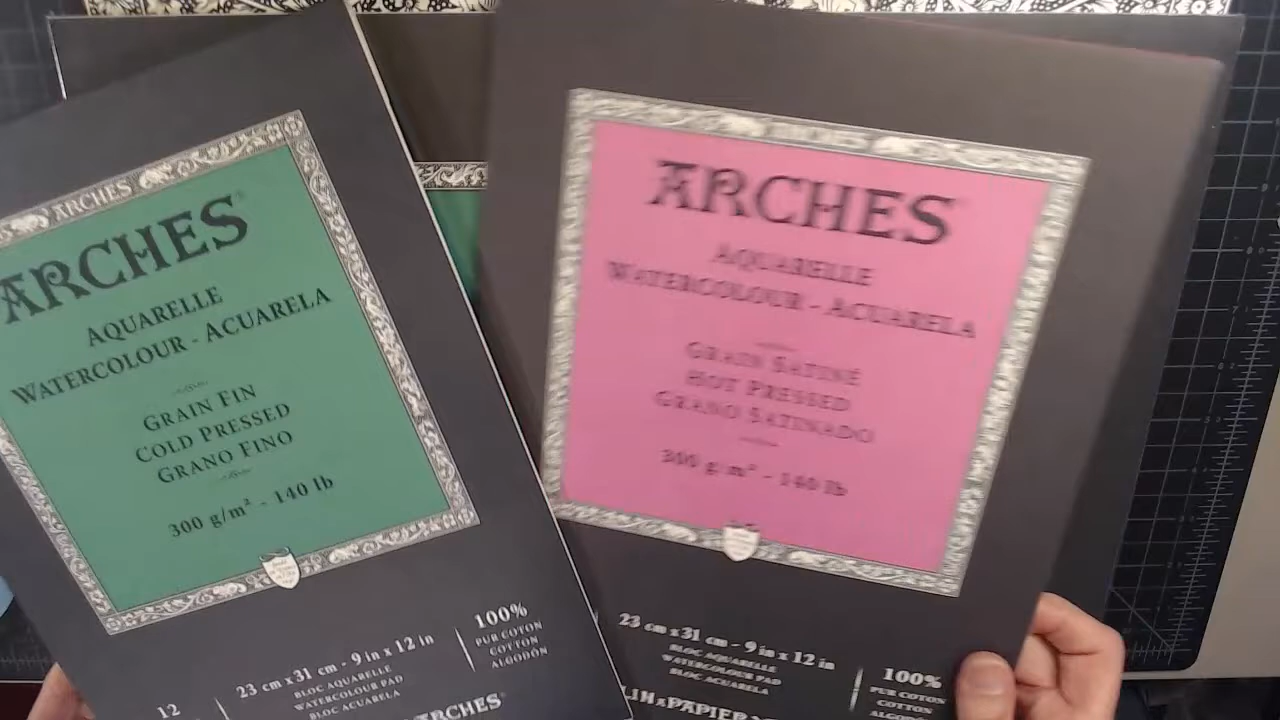 ARCHES
ARCHES®
AQUARELLE
WATERCOLOUR - ACUARELA
GRAIN FIN
COLD PRESSED
GRANO FINO
300 g/m² - 140 lb
12
23 cm x 31 cm - 9 in x 12 in
BLOC AQUARELLE
WATERCOLOUR PAD
BLOC ACUARELA
100%
PUR COTON
COTTON
ALGODÓN
ARCHES®
ARCHES
ARCHES
AQUARELLE
WATERCOLOUR - ACUARELA
GRAIN SATINÉ
HOT PRESSED
GRANO SATINADO
300 g/m² - 140 lb
23 cm x 31 cm - 9 in x 12 in
BLOC AQUARELLE
WATERCOLOUR PAD
BLOC ACUARELA
100%
PUR COTON
COTTON